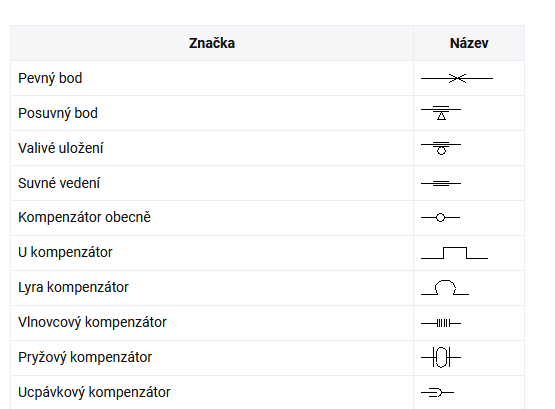 Značka Název
Pevný bod
Posuvný bod
Valivé uložení
Suvné vedení
Kompenzátor obecně
U kompenzátor
Lyra kompenzátor
Vlnovcový kompenzátor
Pryžový kompenzátor
Ucpávkový kompenzátor